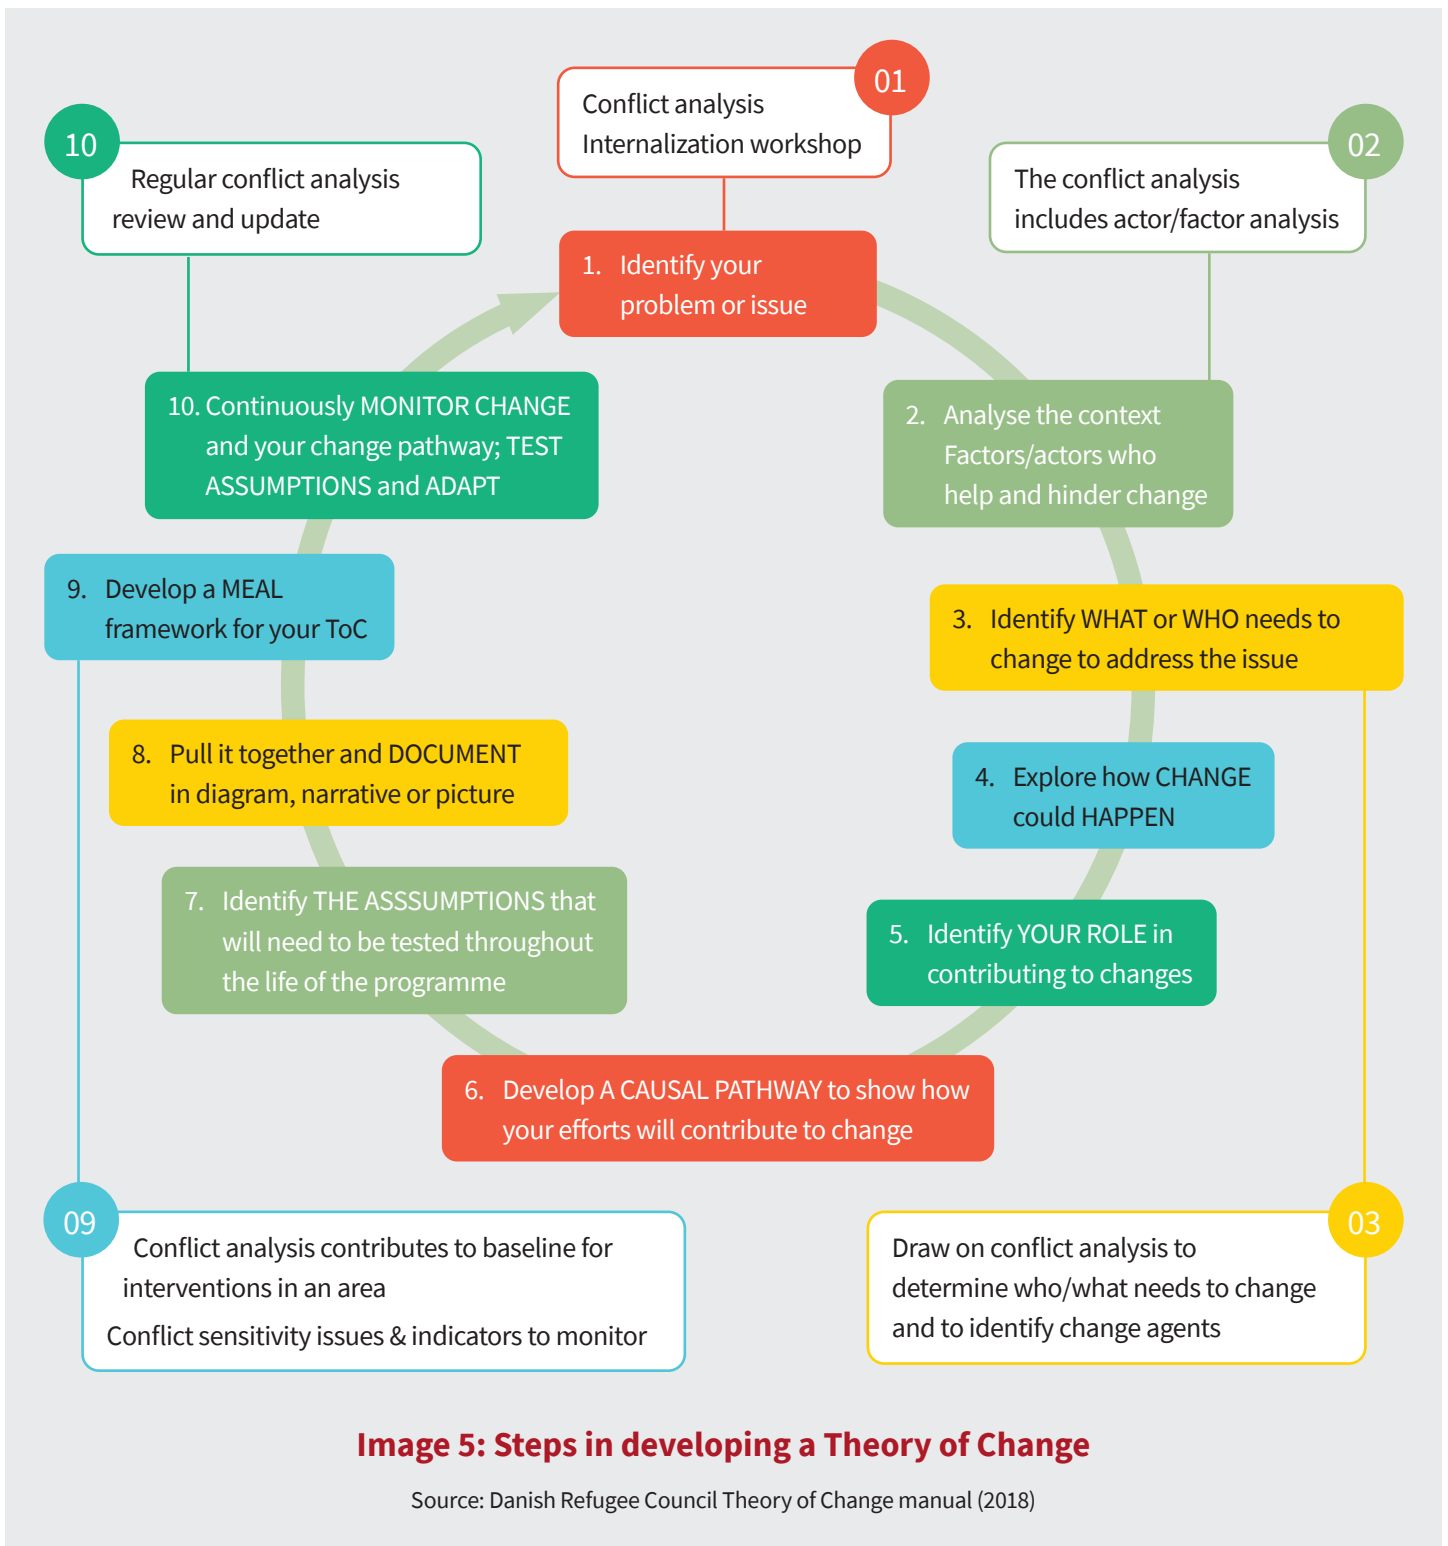 01
Conflict analysis
Internalization workshop
02
The conflict analysis
includes actor/factor analysis
10
Regular conflict analysis
review and update
1. Identify your
problem or issue
2. Analyse the context
Factors/actors who
help and hinder change
3. Identify WHAT or WHO needs to
change to address the issue
4. Explore how CHANGE
could HAPPEN
5. Identify YOUR ROLE in
contributing to changes
6. Develop A CAUSAL PATHWAY to show how
your efforts will contribute to change
7. Identify THE ASSSUMPTIONS that
will need to be tested throughout
the life of the programme
8. Pull it together and DOCUMENT
in diagram, narrative or picture
9. Develop a MEAL
framework for your ToC
10. Continuously MONITOR CHANGE
and your change pathway; TEST
ASSUMPTIONS and ADAPT
09
Conflict analysis contributes to baseline for
interventions in an area
Conflict sensitivity issues & indicators to monitor
03
Draw on conflict analysis to
determine who/what needs to change
and to identify change agents
Image 5: Steps in developing a Theory of Change
Source: Danish Refugee Council Theory of Change manual (2018)